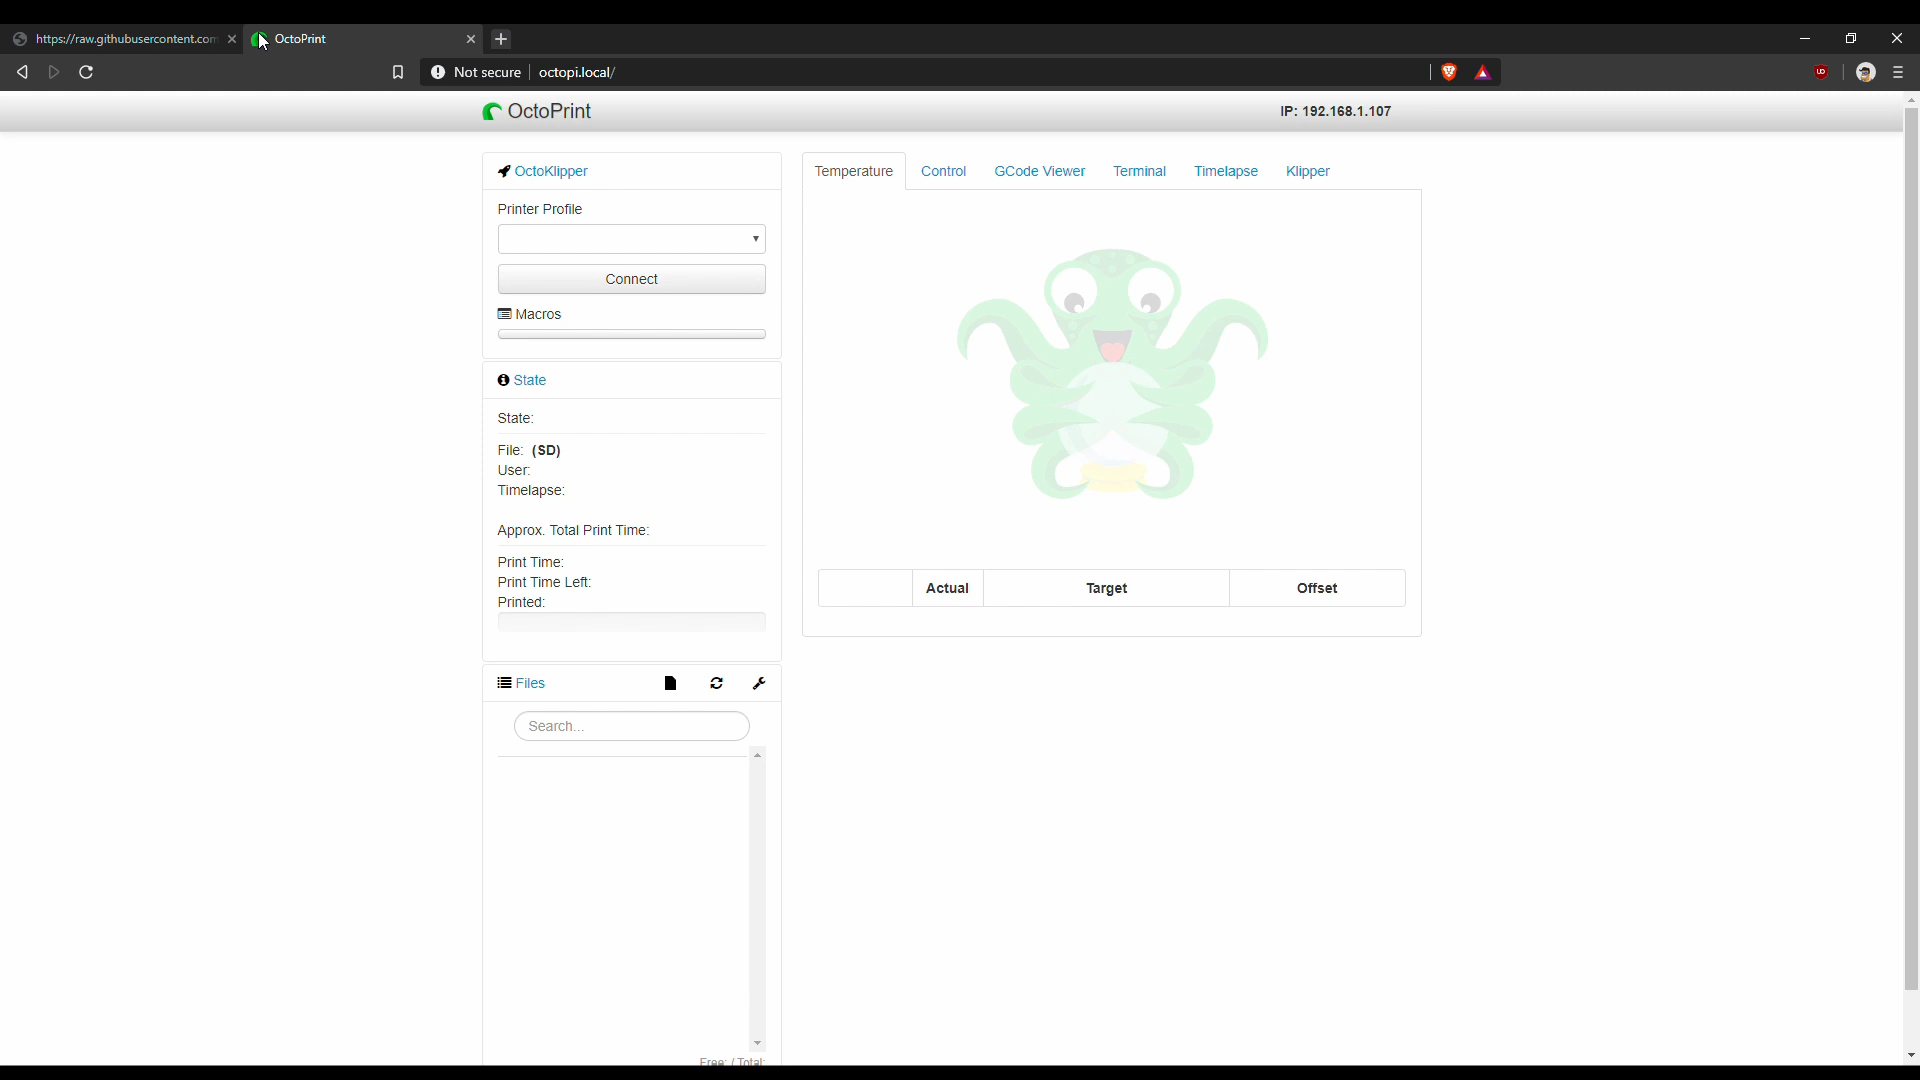 https://raw.githubusercontent.com
OctoPrint
Not secure
octopi.local/
OctoPrint
IP: 192.168.1.107
OctoKlipper
Temperature
Control
GCode Viewer
Terminal
Timelapse
Klipper
Printer Profile
Connect
Macros
State
State:
File: (SD)
User:
Timelapse:
Approx. Total Print Time:
Actual
Target
Offset
Print Time:
Print Time Left:
Printed:
Files
Search...
Free: / Total: